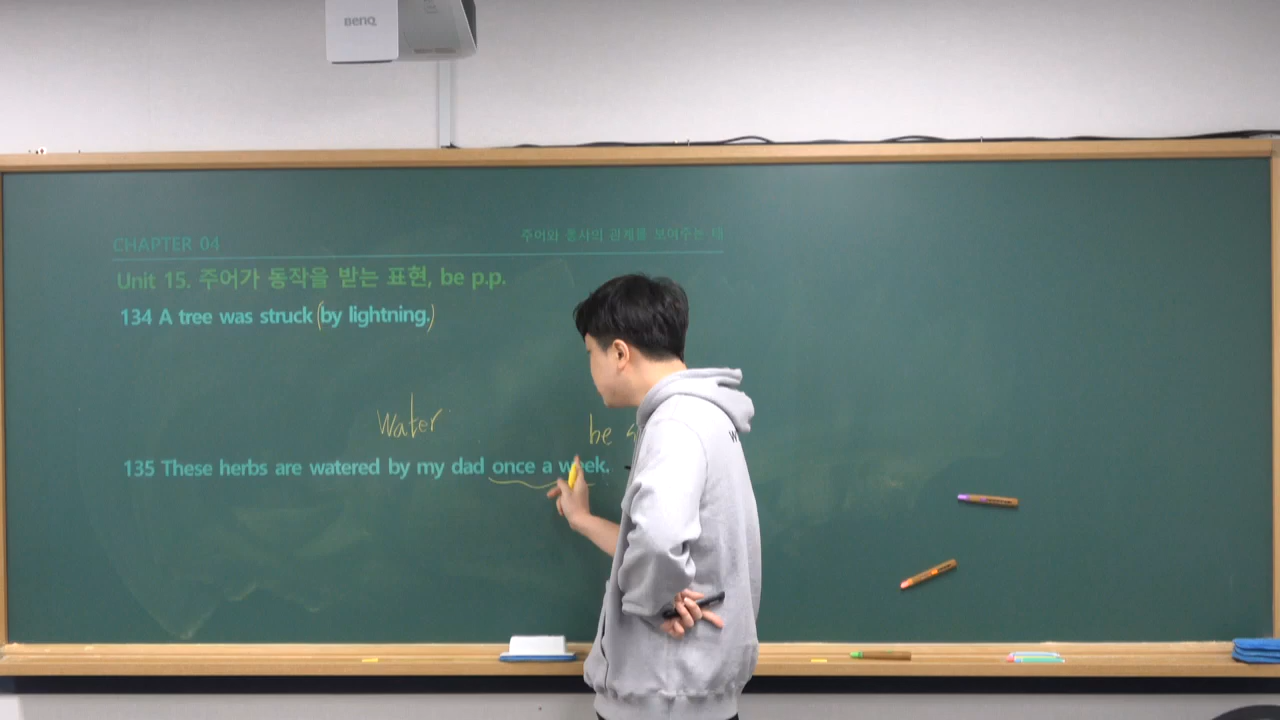 BenQ
CHAPTER 04
주어와 동사의 관계를 보여주는 태
Unit 15. 주어가 동작을 받는 표현, be p.p.
134 A tree was struck (by lightning.)
water
be
135 These herbs are watered by my dad once a week.